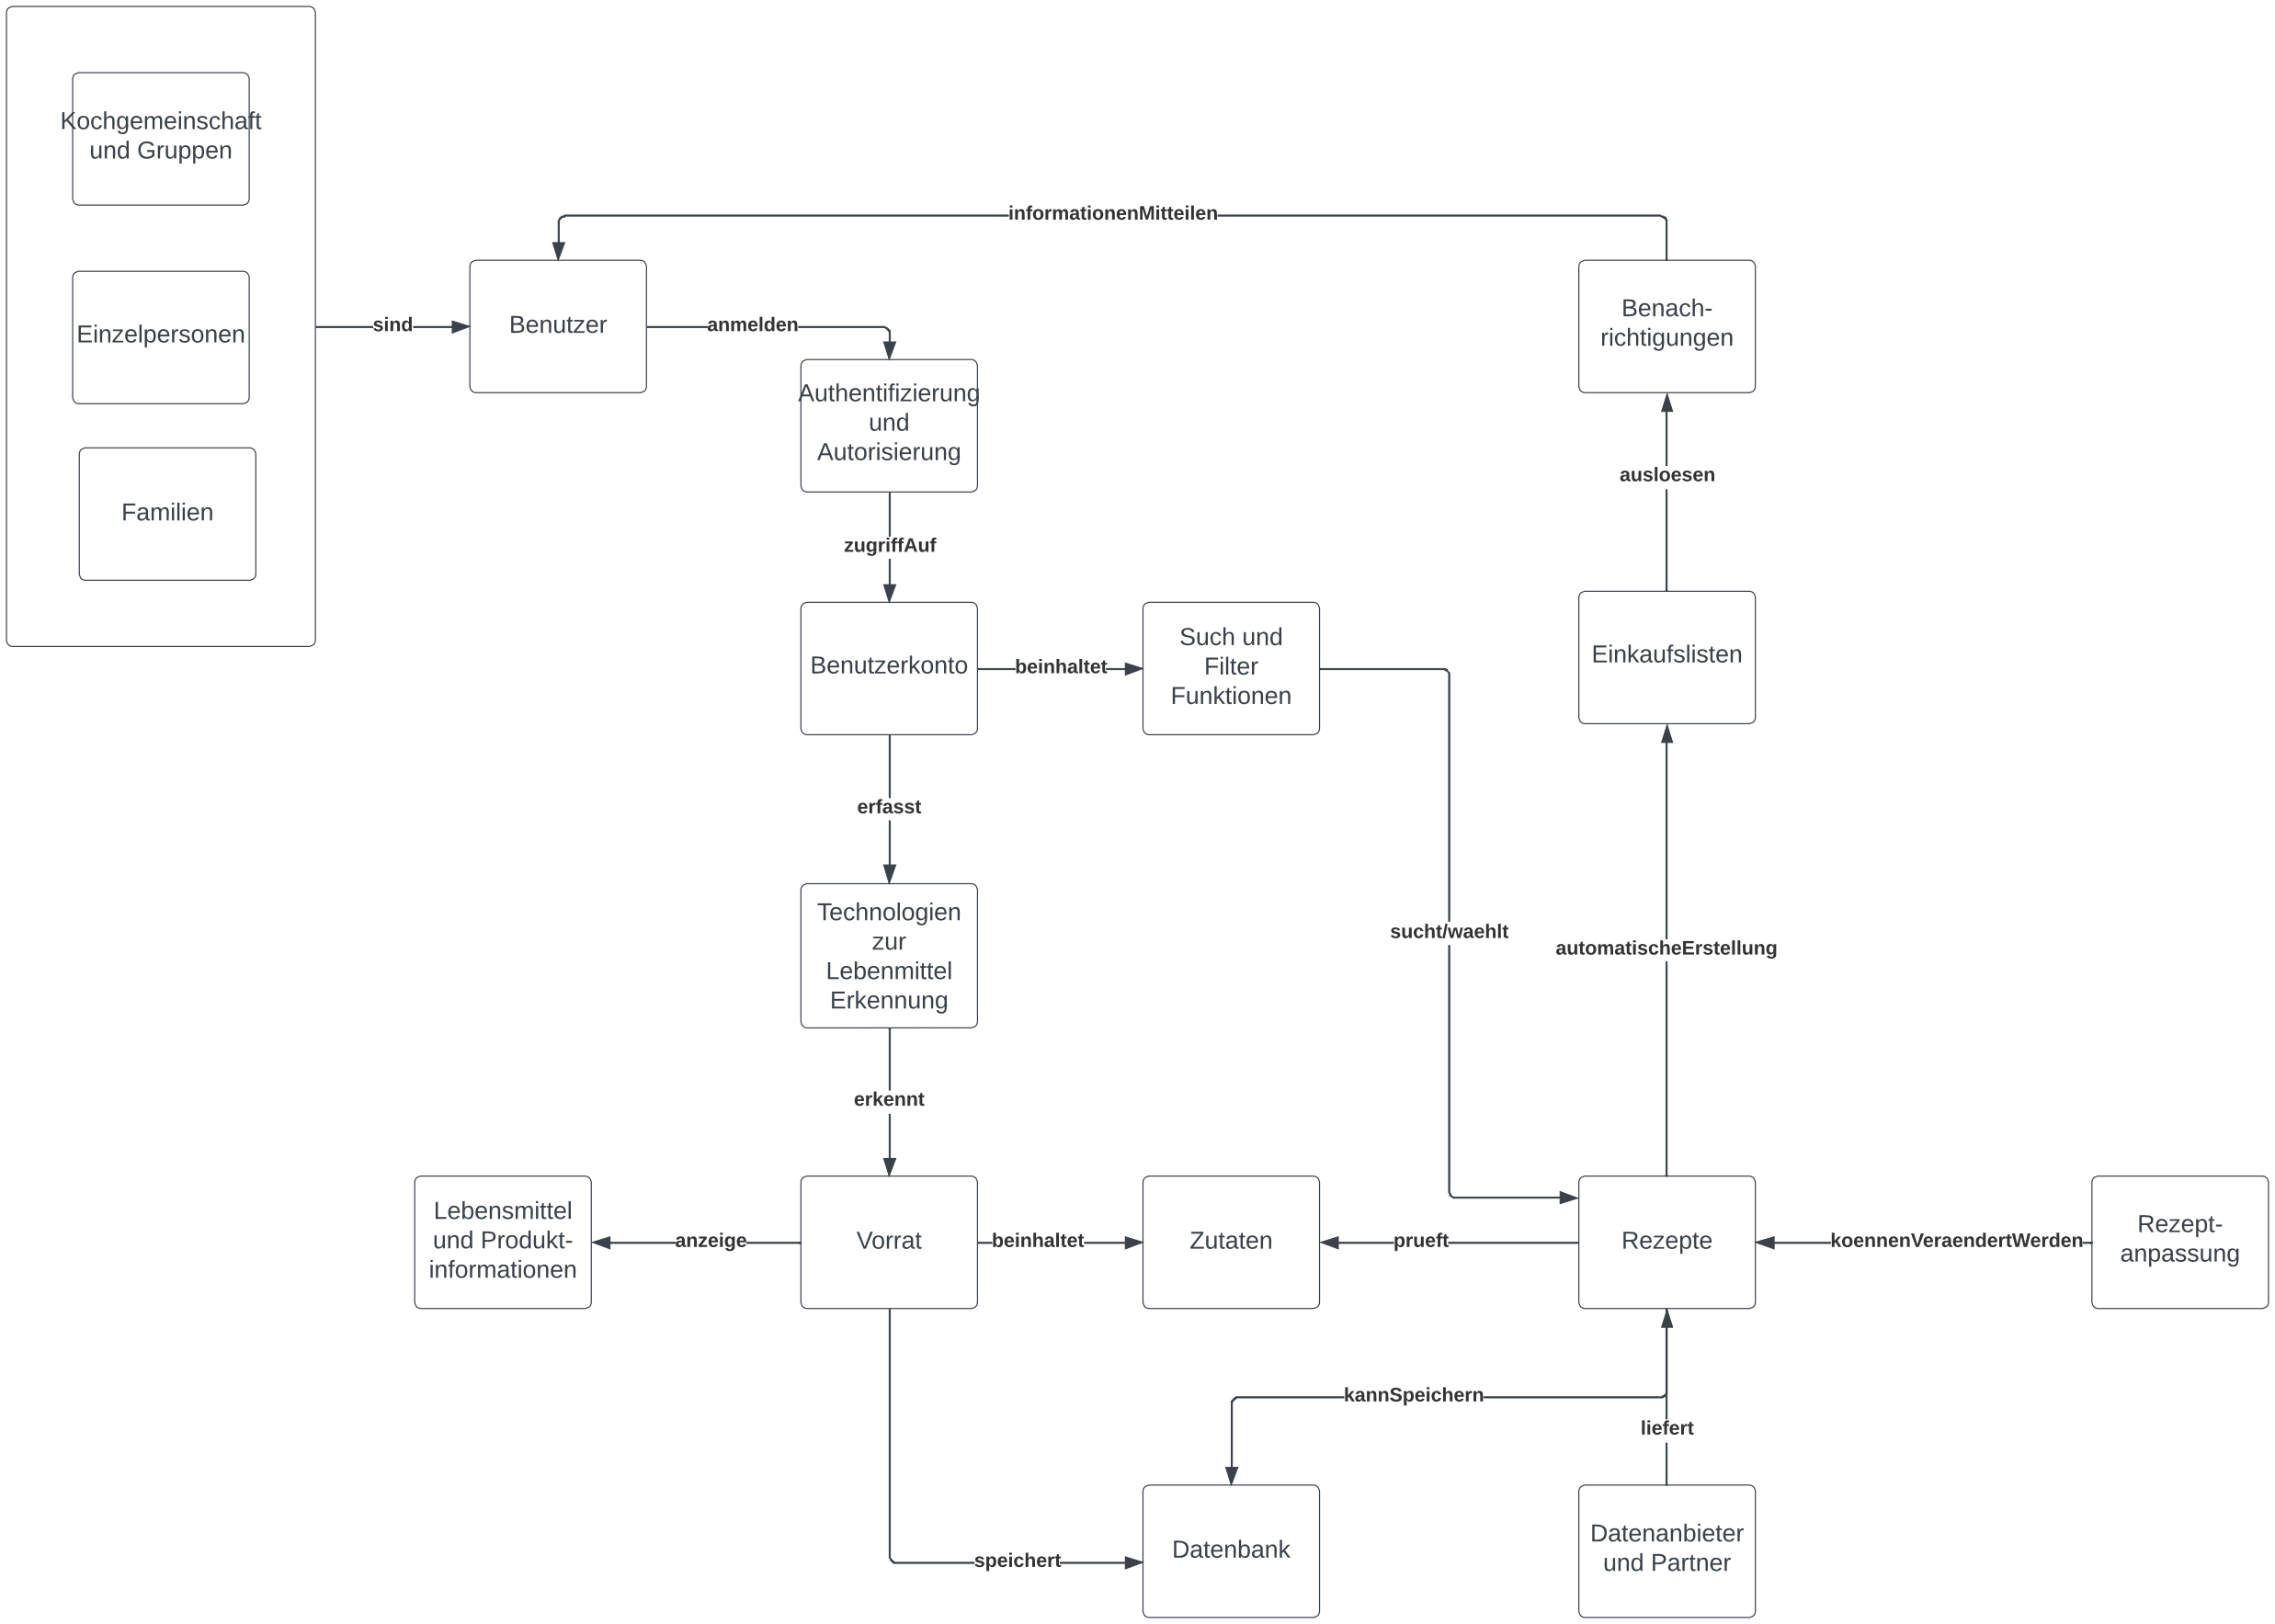 Kochgemeinschaft
und Gruppen
informationenMitteilen
Einzelpersonen
sind
Benutzer
anmelden
Benach-
richtigungen
Authentifizierung
und
Autorisierung
Familien
ausloesen
zugriffAuf
Benutzerkonto
beinhaltet
Such und
Filter
Funktionen
Einkaufslisten
erfasst
Technologien
zur
Lebenmittel
Erkennung
sucht/waehlt
automatischeErstellung
erkennt
Lebensmittel
und Produkt-
informationen
anzeige
Vorrat
beinhaltet
Zutaten
prueft
Rezepte
koennenVeraendertWerden
Rezept-
anpassung
kannSpeichern
liefert
speichert
Datenbank
Datenanbieter
und Partner